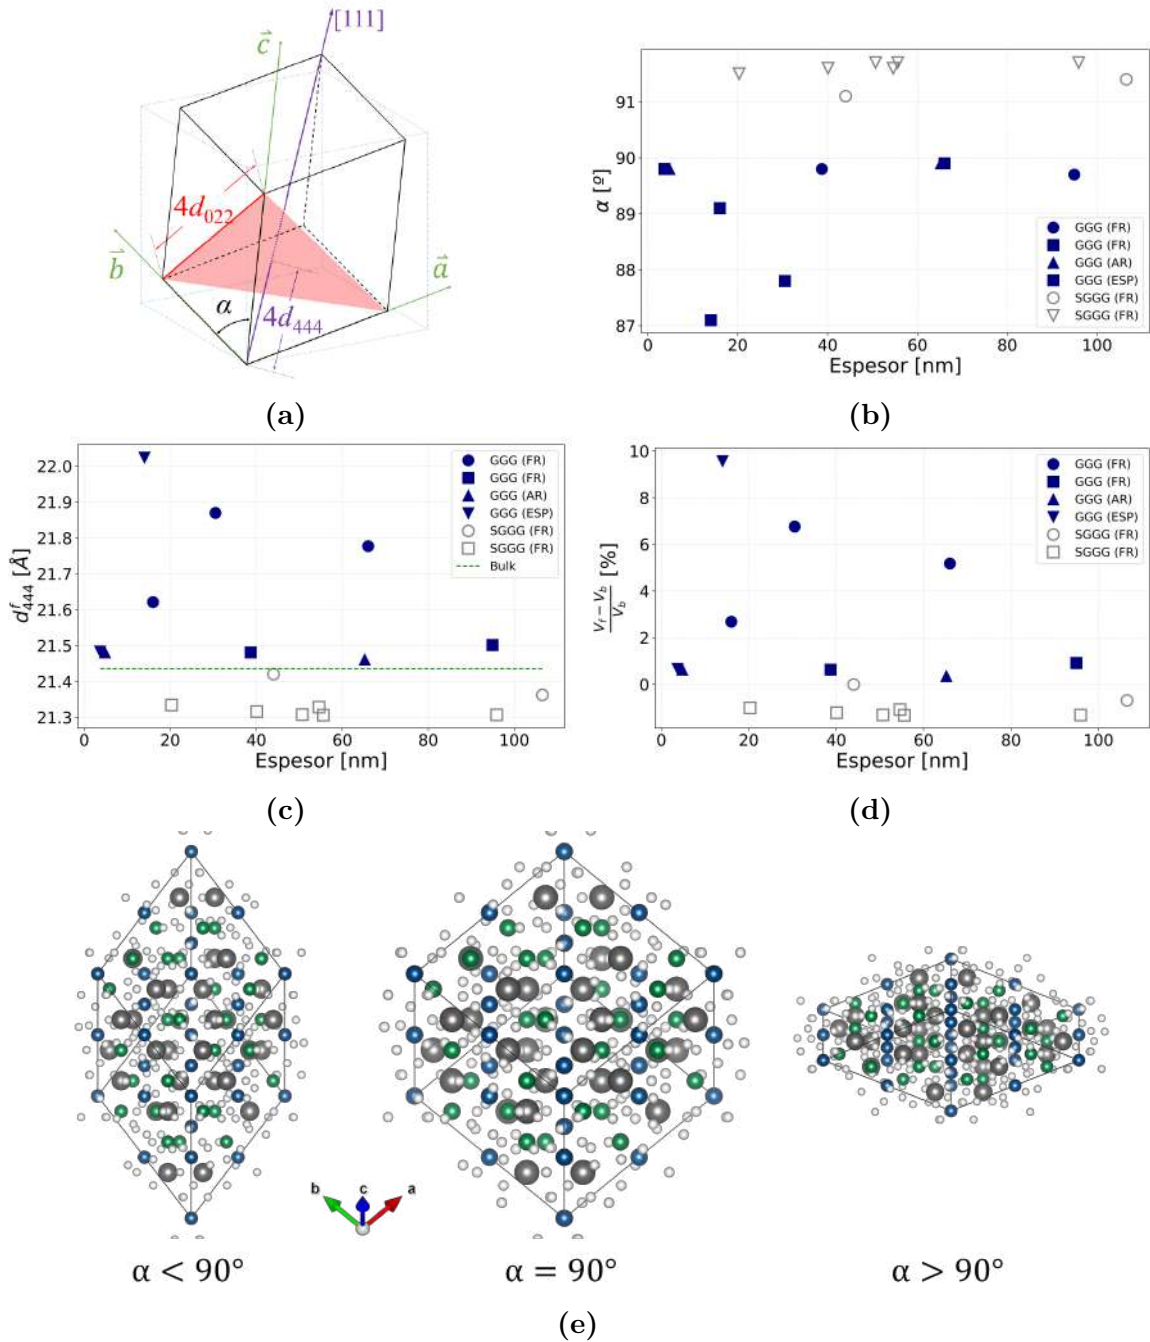 (a)
[111]
c
4d022
b
a
α
4d444
(b)
α [º]
91
90
89
88
87
0 20 40 60 80 100
Espesor [nm]
GGG (FR)
GGG (FR)
GGG (AR)
GGG (ESP)
SGGG (FR)
SGGG (FR)
(c)
d^f_444 [Å]
22.0
21.9
21.8
21.7
21.6
21.5
21.4
21.3
0 20 40 60 80 100
Espesor [nm]
GGG (FR)
GGG (FR)
GGG (AR)
GGG (ESP)
SGGG (FR)
SGGG (FR)
Bulk
(d)
Vf − Vb / Vb [%]
10
8
6
4
2
0
0 20 40 60 80 100
Espesor [nm]
GGG (FR)
GGG (FR)
GGG (AR)
GGG (ESP)
SGGG (FR)
SGGG (FR)
b c a
α < 90°
α = 90°
α > 90°
(e)